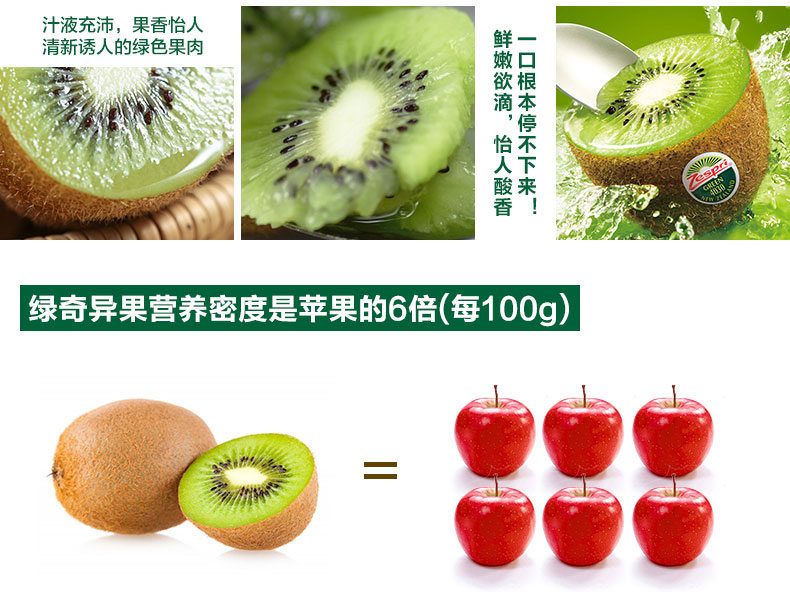 汁液充沛，果香怡人
清新诱人的绿色果肉
一口根本停不下来！
鲜嫩欲滴，怡人酸香
Zespri
GREEN
4030
NEW ZEALAND
绿奇异果营养密度是苹果的6倍(每100g)
=